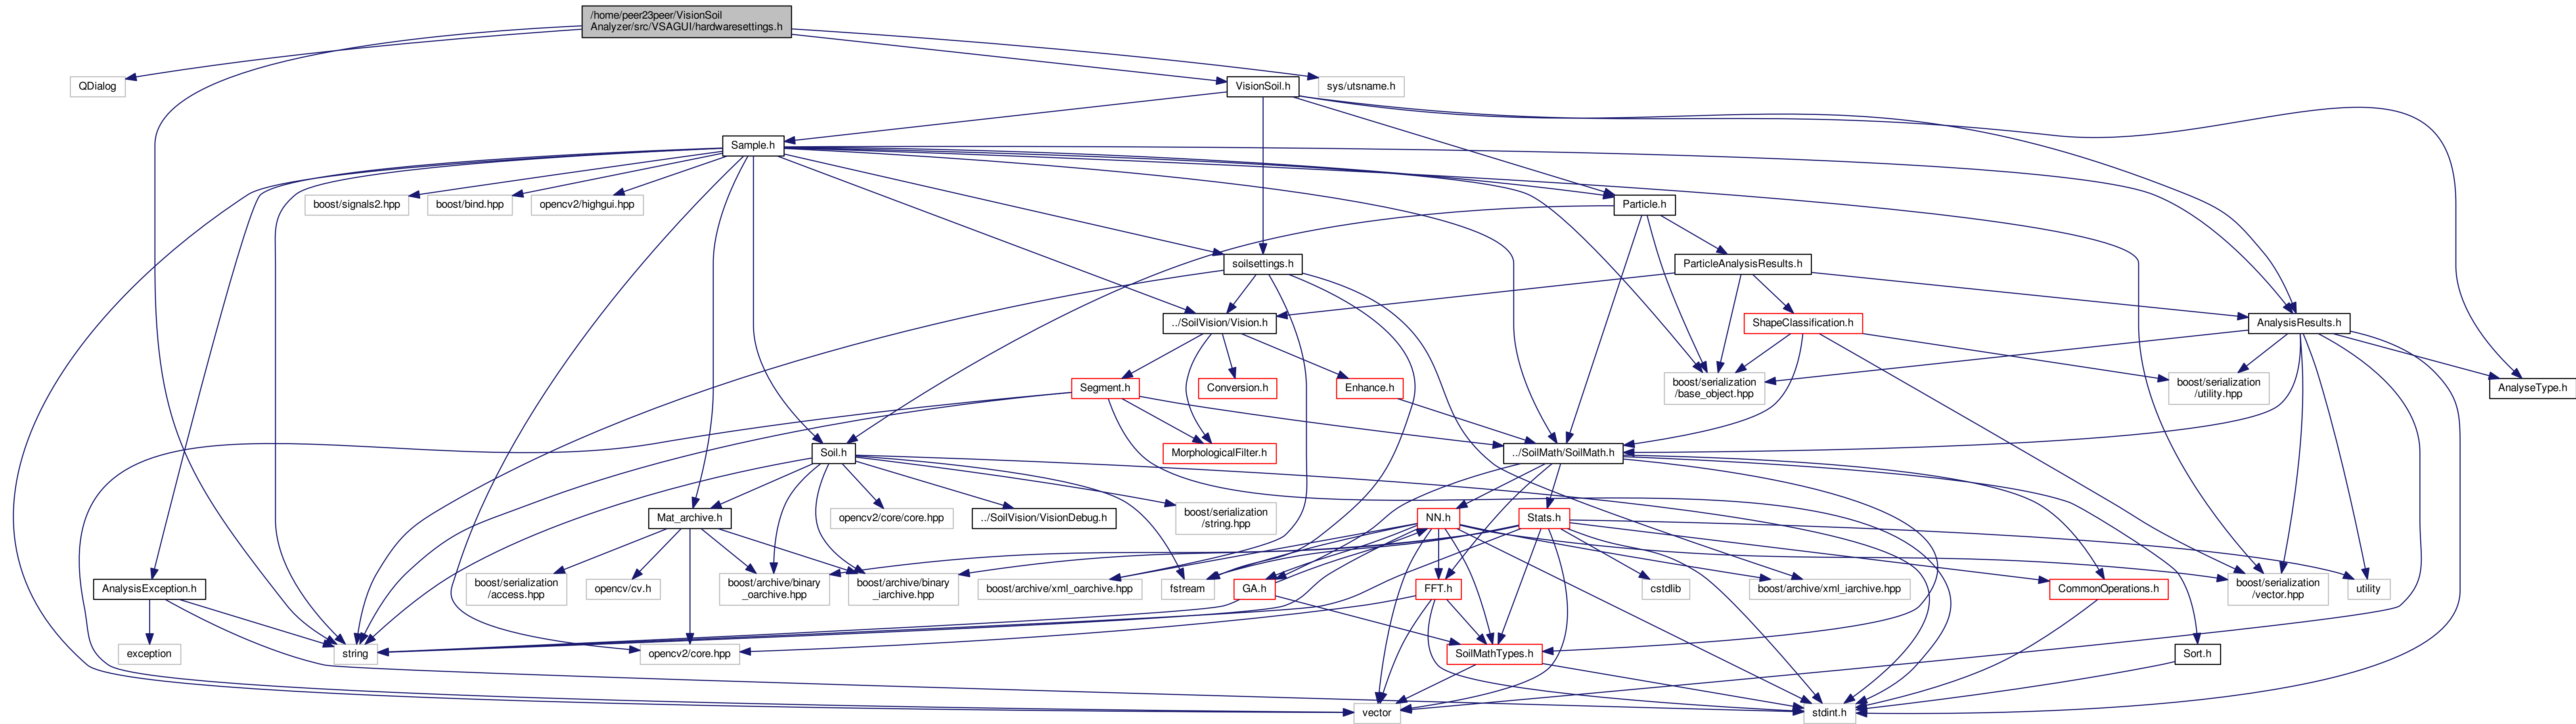 /home/peer23peer/VisionSoil
Analyzer/src/VSAGUI/hardwaresettings.h
QDialog
VisionSoil.h
sys/utsname.h
Sample.h
boost/signals2.hpp
boost/bind.hpp
opencv2/highgui.hpp
Particle.h
soilsettings.h
ParticleAnalysisResults.h
../SoilVision/Vision.h
ShapeClassification.h
AnalysisResults.h
Segment.h
Conversion.h
Enhance.h
boost/serialization
/base_object.hpp
boost/serialization
/utility.hpp
AnalyseType.h
Soil.h
MorphologicalFilter.h
../SoilMath/SoilMath.h
Mat_archive.h
opencv2/core/core.hpp
../SoilVision/VisionDebug.h
boost/serialization
/string.hpp
NN.h
Stats.h
AnalysisException.h
boost/serialization
/access.hpp
opencv/cv.h
boost/archive/binary
_oarchive.hpp
boost/archive/binary
_iarchive.hpp
boost/archive/xml_oarchive.hpp
fstream
GA.h
FFT.h
cstdlib
boost/archive/xml_iarchive.hpp
CommonOperations.h
boost/serialization
/vector.hpp
utility
exception
string
opencv2/core.hpp
SoilMathTypes.h
Sort.h
vector
stdint.h